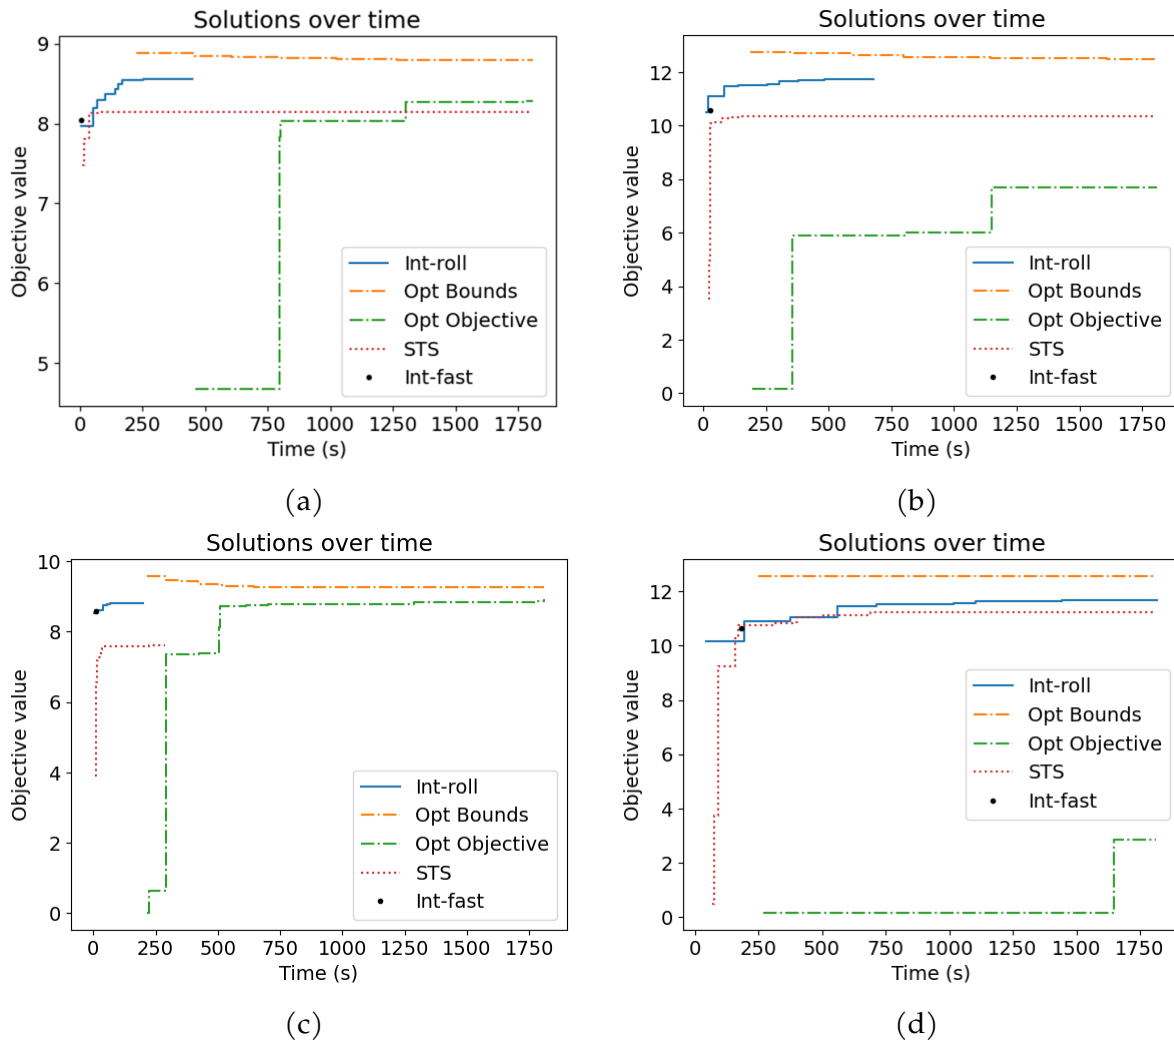 Solutions over time
Objective value
9
8
7
6
5
0 250 500 750 1000 1250 1500 1750
Time (s)
Int-roll
Opt Bounds
Opt Objective
STS
Int-fast
(a)
Solutions over time
Objective value
12
10
8
6
4
2
0
0 250 500 750 1000 1250 1500 1750
Time (s)
Int-roll
Opt Bounds
Opt Objective
STS
Int-fast
(b)
Solutions over time
Objective value
10
8
6
4
2
0
0 250 500 750 1000 1250 1500 1750
Time (s)
Int-roll
Opt Bounds
Opt Objective
STS
Int-fast
(c)
Solutions over time
Objective value
12
10
8
6
4
2
0
0 250 500 750 1000 1250 1500 1750
Time (s)
Int-roll
Opt Bounds
Opt Objective
STS
Int-fast
(d)